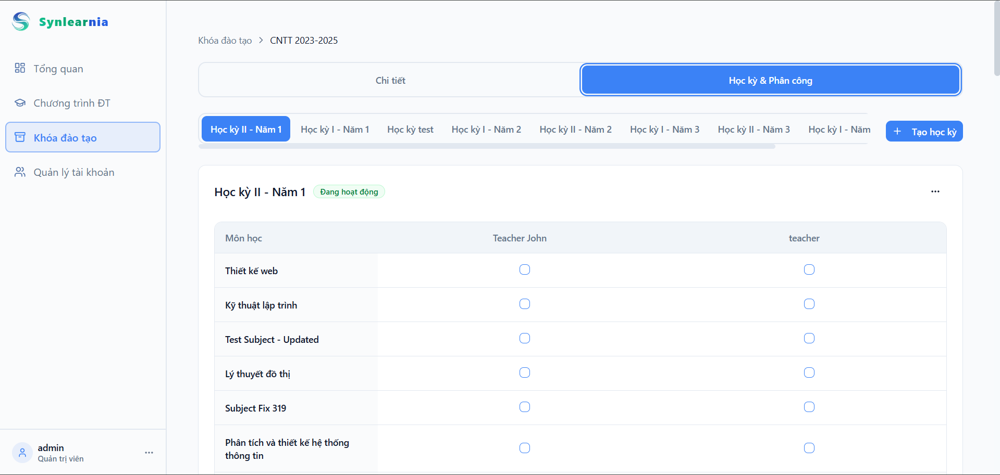 Synlearnia
Tổng quan
Chương trình ĐT
Khóa đào tạo
Quản lý tài khoản
admin
Quản trị viên
Khóa đào tạo > CNTT 2023-2025
Chi tiết
Học kỳ & Phân công
Học kỳ II - Năm 1
Học kỳ I - Năm 1
Học kỳ test
Học kỳ I - Năm 2
Học kỳ II - Năm 2
Học kỳ I - Năm 3
Học kỳ II - Năm 3
Học kỳ I - Năm
+ Tạo học kỳ
Học kỳ II - Năm 1
Đang hoạt động
Môn học
Teacher John
teacher
Thiết kế web
Kỹ thuật lập trình
Test Subject - Updated
Lý thuyết đồ thị
Subject Fix 319
Phân tích và thiết kế hệ thống
thông tin